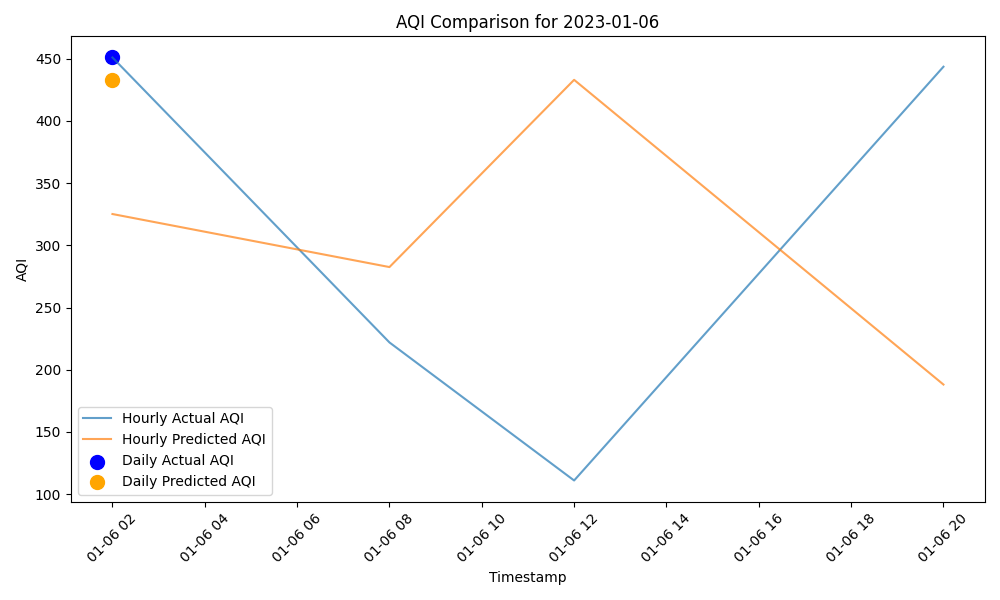 AQI Comparison for 2023-01-06
AQI
450
400
350
300
250
200
150
100
Hourly Actual AQI
Hourly Predicted AQI
Daily Actual AQI
Daily Predicted AQI
01-06 02
01-06 04
01-06 06
01-06 08
01-06 10
01-06 12
01-06 14
01-06 16
01-06 18
01-06 20
Timestamp